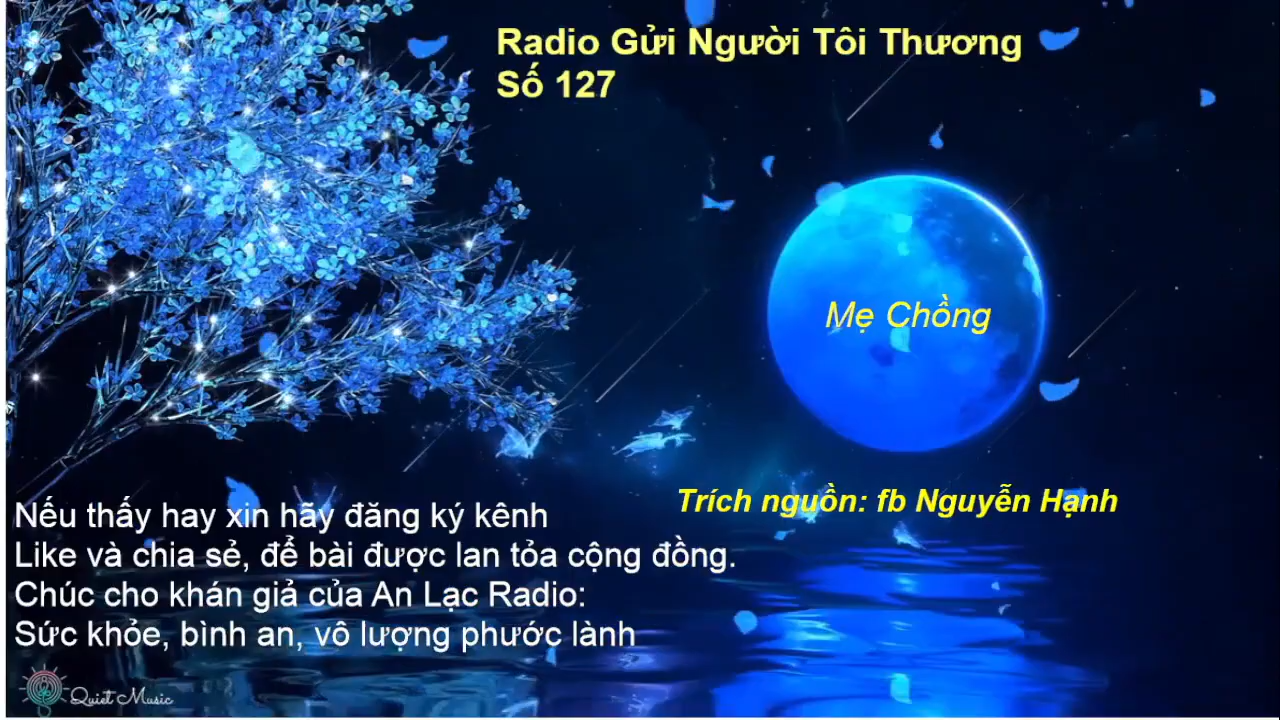 Radio Gửi Người Tôi Thương
Số 127
Mẹ Chồng
Trích nguồn: fb Nguyễn Hạnh
Nếu thấy hay xin hãy đăng ký kênh
Like và chia sẻ, để bài được lan tỏa cộng đồng.
Chúc cho khán giả của An Lạc Radio:
Sức khỏe, bình an, vô lượng phước lành
Quiet Music